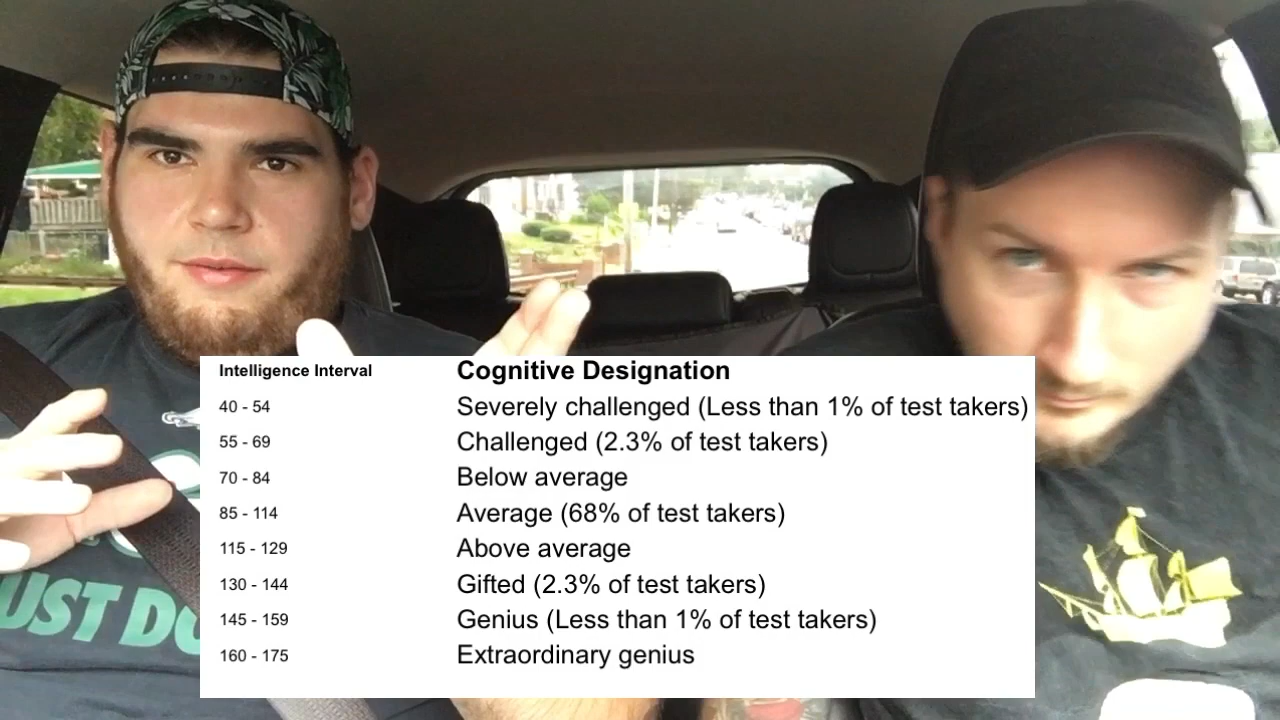 Intelligence Interval Cognitive Designation
40 - 54 Severely challenged (Less than 1% of test takers)
55 - 69 Challenged (2.3% of test takers)
70 - 84 Below average
85 - 114 Average (68% of test takers)
115 - 129 Above average
130 - 144 Gifted (2.3% of test takers)
145 - 159 Genius (Less than 1% of test takers)
160 - 175 Extraordinary genius
UST DO